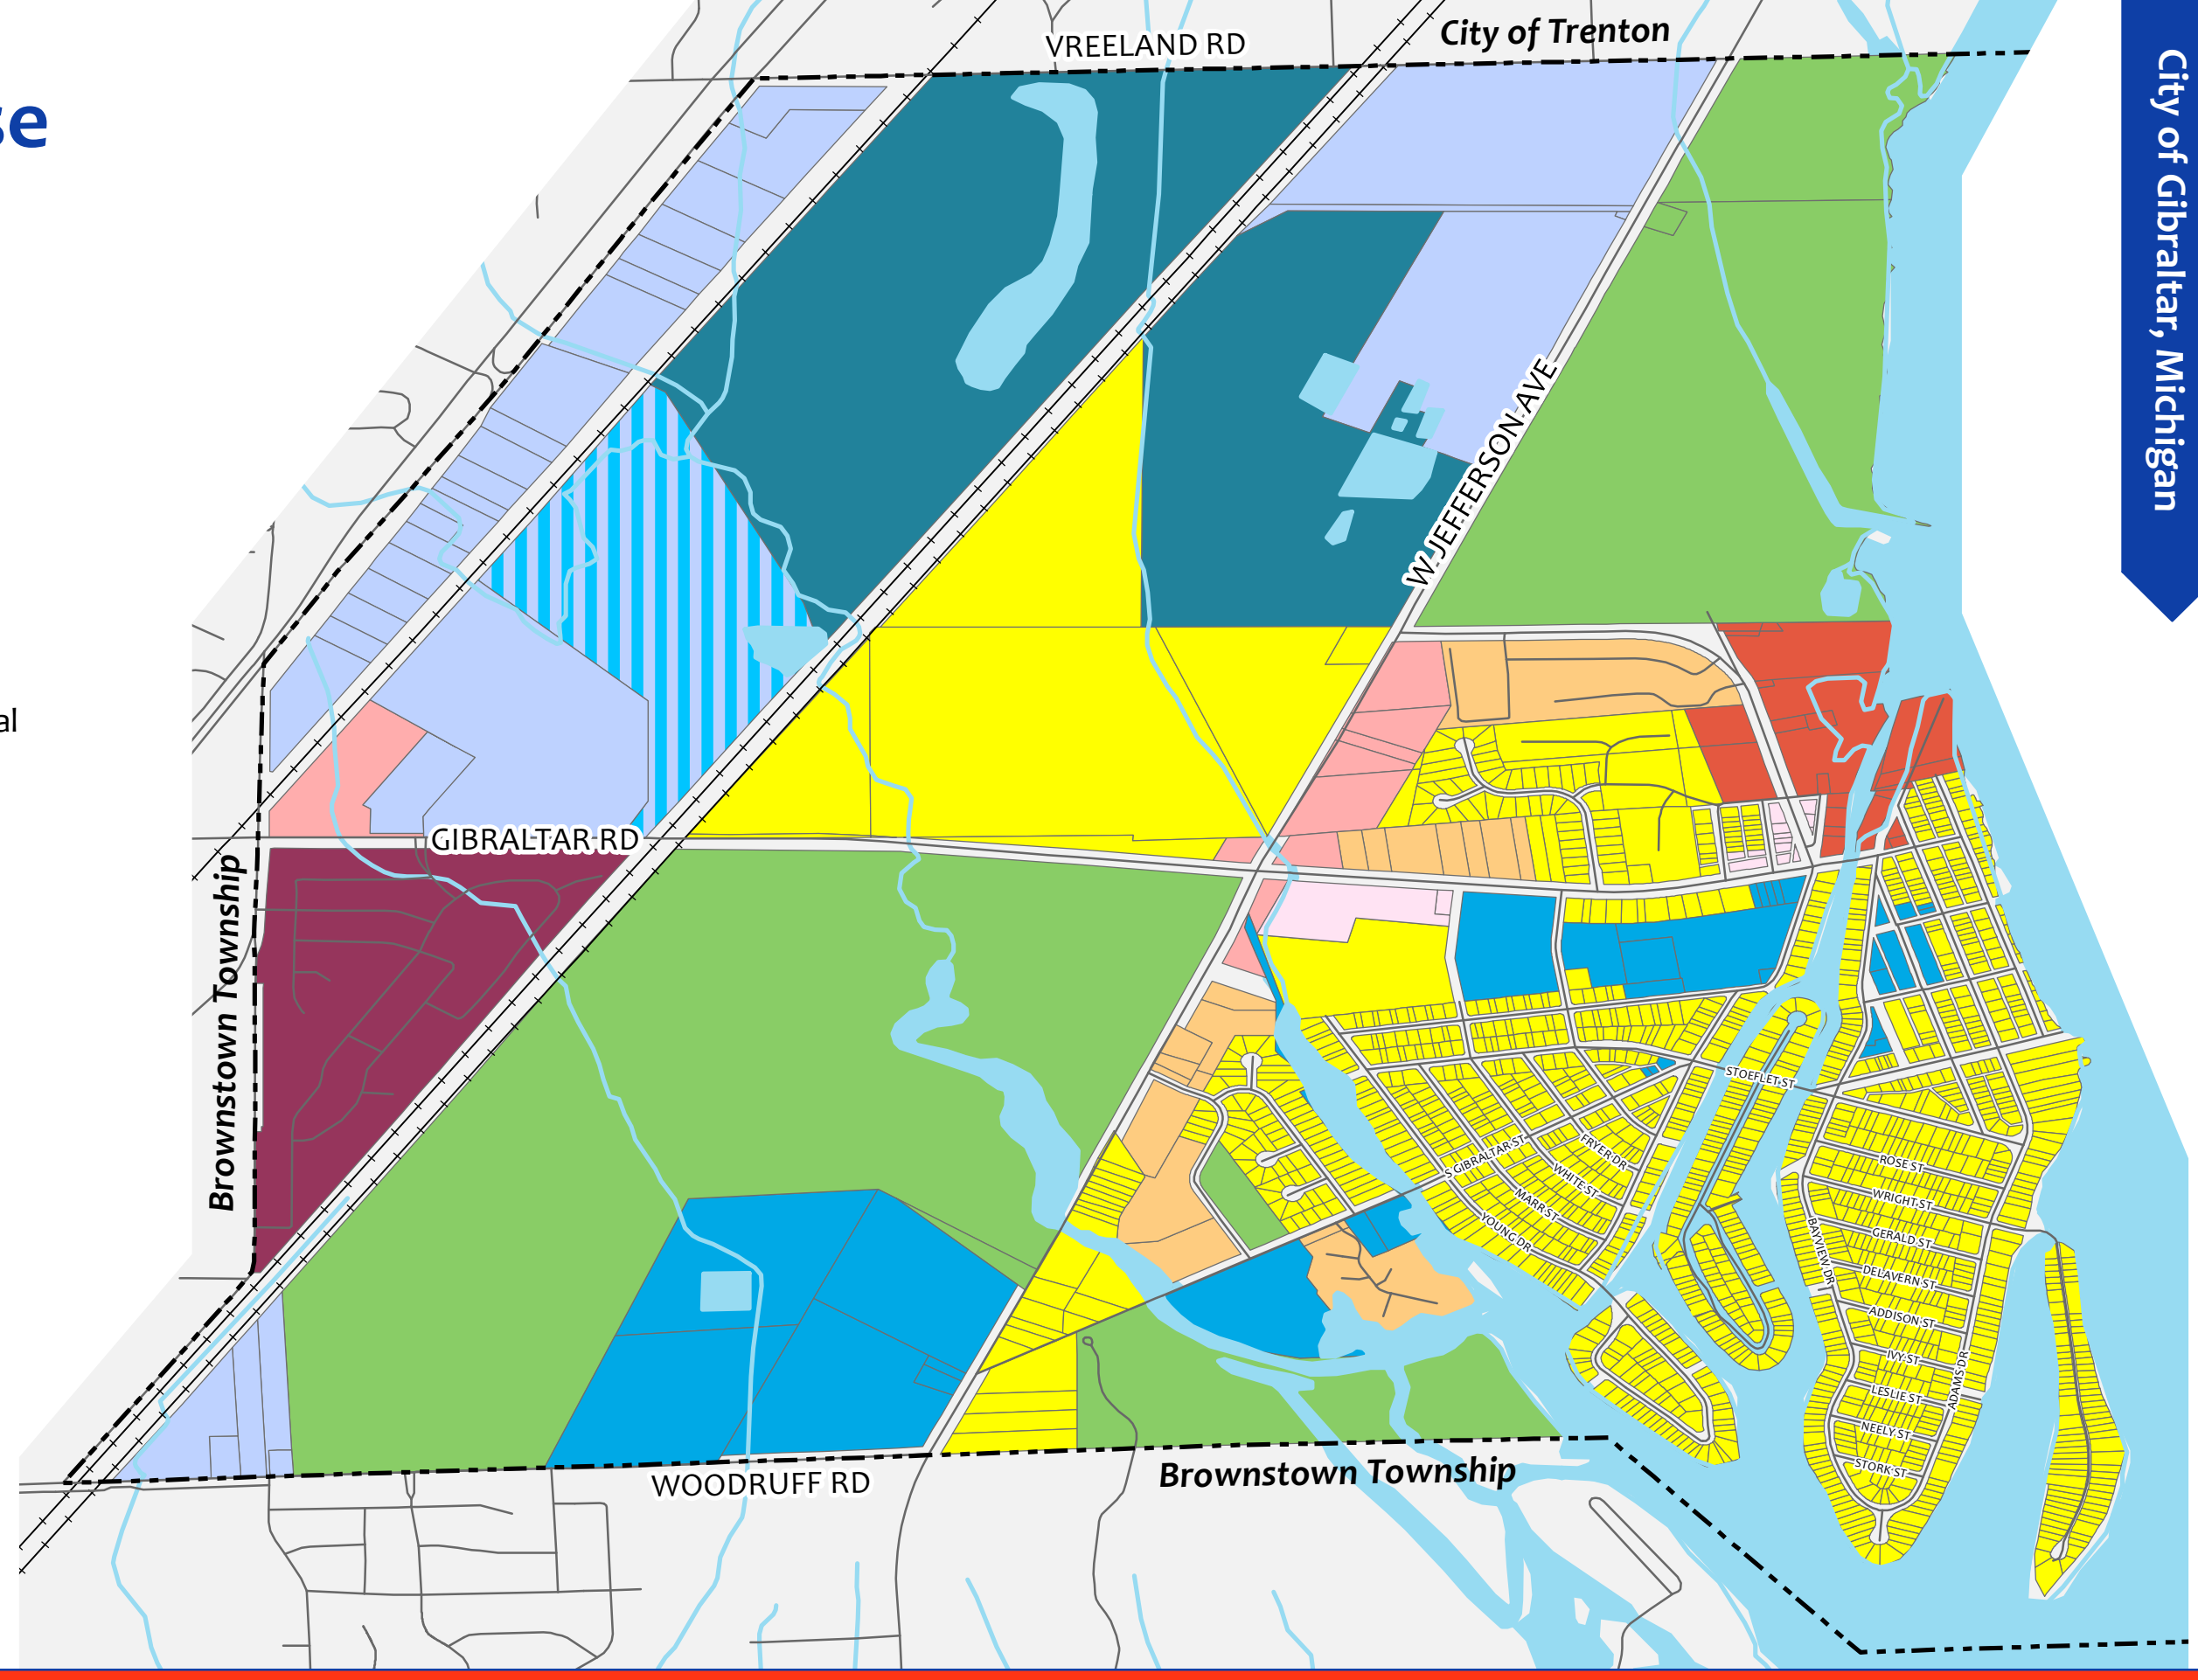 se
al
City of Gibraltar, Michigan
City of Trenton
VREELAND RD
W JEFFERSON AVE
GIBRALTAR RD
Brownstown Township
STOEFLET ST
S GIBRALTAR ST
FRYER DR
WHITE ST
MARR ST
YOUNG DR
ROSE ST
WRIGHT ST
GERALD ST
BAYVIEW DR
DELAVERN ST
ADDISON ST
IVY ST
LESLIE ST
ADAMS DR
NEELY ST
STORK ST
WOODRUFF RD
Brownstown Township